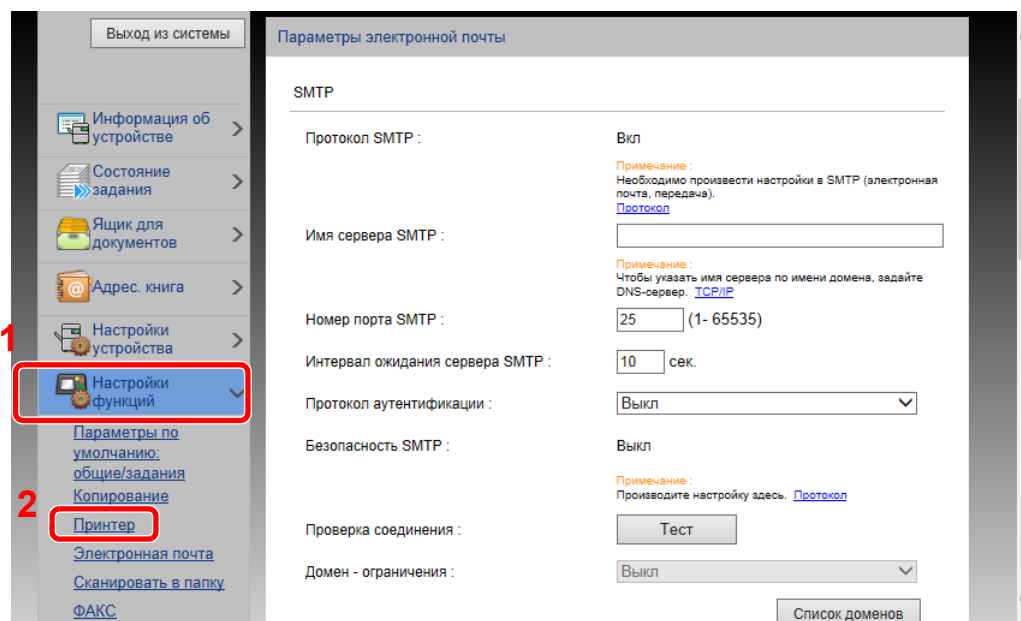 Выход из системы
Информация об
устройстве
Состояние
задания
Ящик для
документов
Адрес. книга
1
Настройки
устройства
Настройки
функций
Параметры по
умолчанию:
общие/задания
Копирование
2
Принтер
Электронная почта
Сканировать в папку
ФАКС
Параметры электронной почты
SMTP
Протокол SMTP : Вкл
Примечание :
Необходимо произвести настройки в SMTP (электронная
почта, передача).
Протокол
Имя сервера SMTP :
Примечание :
Чтобы указать имя сервера по имени домена, задайте
DNS-сервер. TCP/IP
Номер порта SMTP : 25 (1- 65535)
Интервал ожидания сервера SMTP : 10 сек.
Протокол аутентификации : Выкл
Безопасность SMTP : Выкл
Примечание :
Производите настройку здесь. Протокол
Проверка соединения : Тест
Домен - ограничения : Выкл
Список доменов